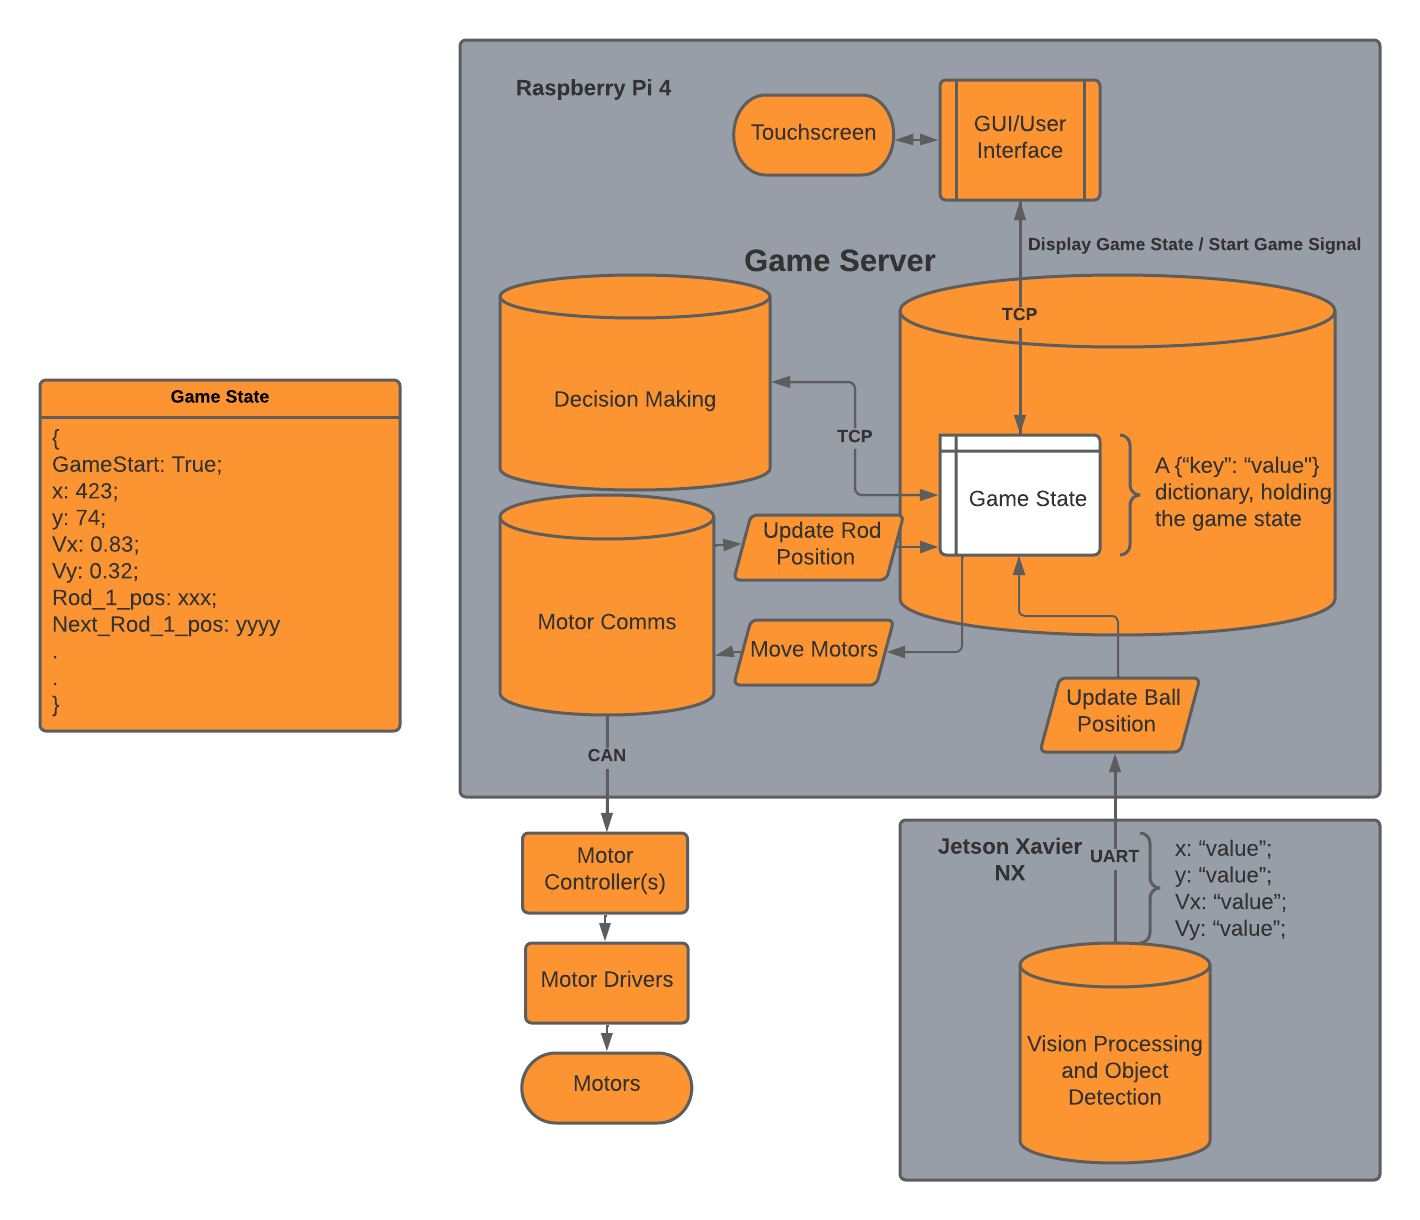 Raspberry Pi 4
Touchscreen
GUI/User
Interface
Display Game State / Start Game Signal
Game Server
TCP
Decision Making
TCP
Game State
A {“key”: “value"}
dictionary, holding
the game state
Update Rod
Position
Motor Comms
Move Motors
Update Ball
Position
CAN
Game State
{
GameStart: True;
x: 423;
y: 74;
Vx: 0.83;
Vy: 0.32;
Rod_1_pos: xxx;
Next_Rod_1_pos: yyyy
.
.
}
Motor
Controller(s)
Motor Drivers
Motors
Jetson Xavier
NX
UART
x: “value”;
y: “value”;
Vx: “value”;
Vy: “value”;
Vision Processing
and Object
Detection